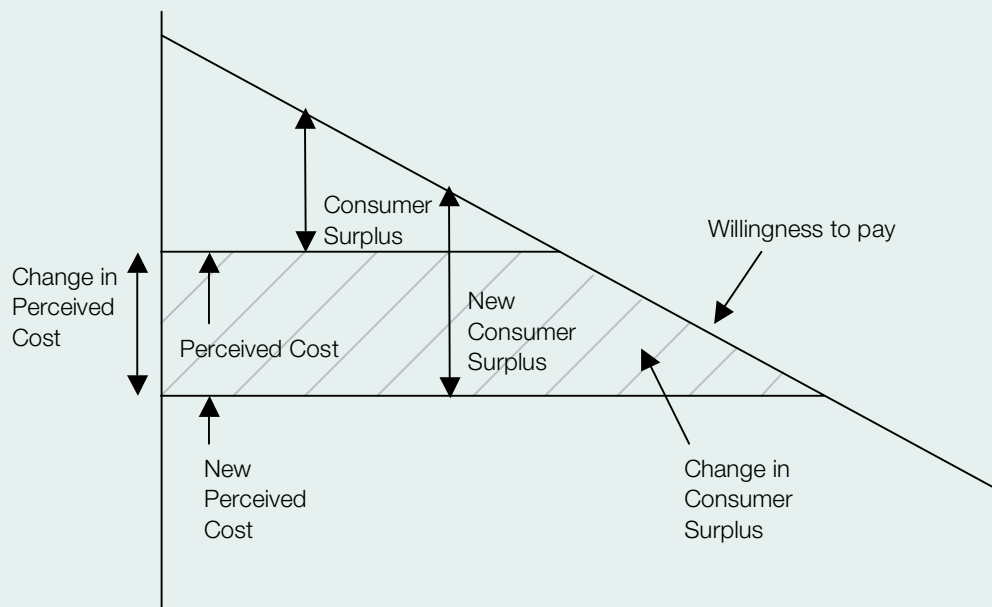 Consumer
Surplus
Willingness to pay
Change in
Perceived
Cost
New
Consumer
Surplus
Perceived Cost
New
Perceived
Cost
Change in
Consumer
Surplus